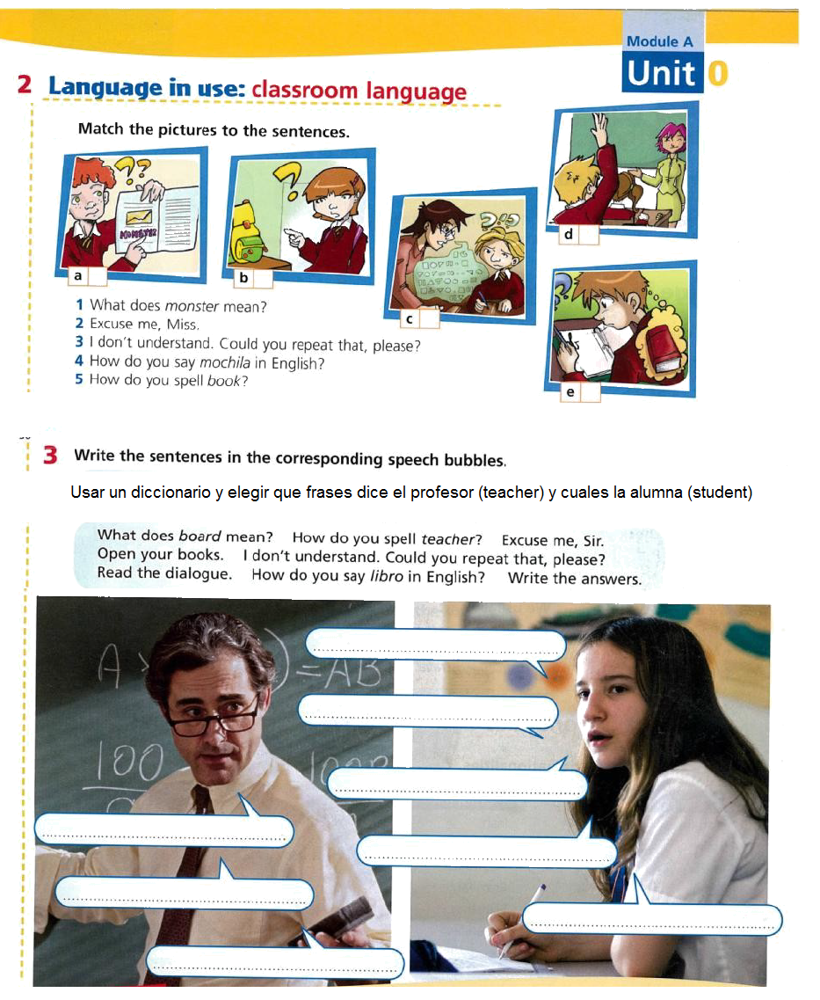 Module A
Unit 0
2 Language in use: classroom language
Match the pictures to the sentences.
?? 
MONSTER
a
?
b
c
d
e
1 What does monster mean?
2 Excuse me, Miss.
3 I don't understand. Could you repeat that, please?
4 How do you say mochila in English?
5 How do you spell book?
3 Write the sentences in the corresponding speech bubbles.
Usar un diccionario y elegir que frases dice el profesor (teacher) y cuales la alumna (student)
What does board mean? How do you spell teacher? Excuse me, Sir.
Open your books. I don't understand. Could you repeat that, please?
Read the dialogue. How do you say libro in English? Write the answers.
A ) = AB
100